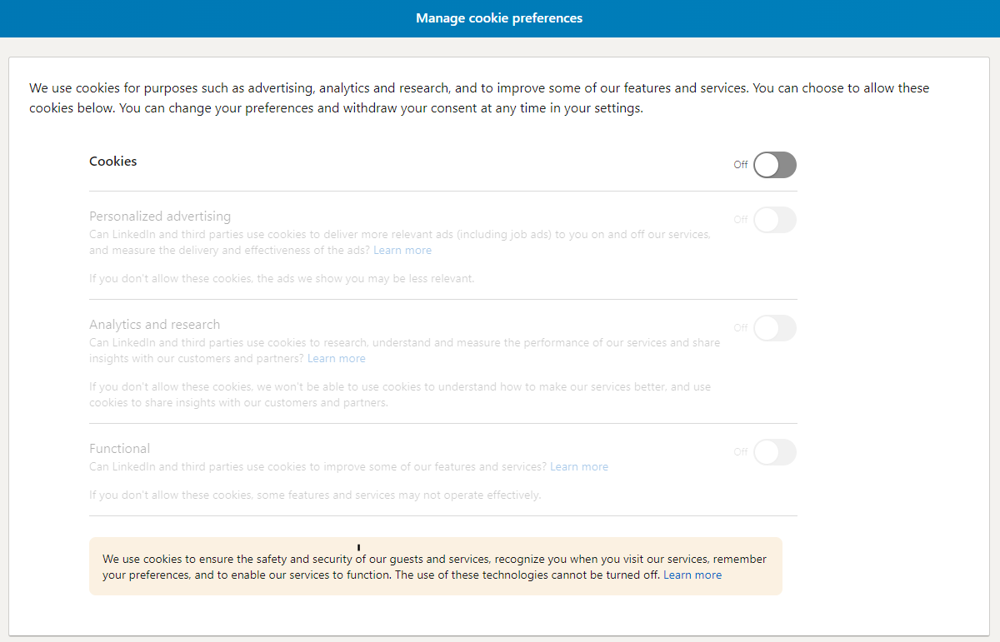 Manage cookie preferences
We use cookies for purposes such as advertising, analytics and research, and to improve some of our features and services. You can choose to allow these
cookies below. You can change your preferences and withdraw your consent at any time in your settings.
Cookies
Off
Personalized advertising
Off
Can LinkedIn and third parties use cookies to deliver more relevant ads (including job ads) to you on and off our services,
and measure the delivery and effectiveness of the ads? Learn more
If you don't allow these cookies, the ads we show you may be less relevant.
Analytics and research
Off
Can LinkedIn and third parties use cookies to research, understand and measure the performance of our services and share
insights with our customers and partners? Learn more
If you don't allow these cookies, we won't be able to use cookies to understand how to make our services better, and use
cookies to share insights with our customers and partners.
Functional
Off
Can LinkedIn and third parties use cookies to improve some of our features and services? Learn more
If you don't allow these cookies, some features and services may not operate effectively.
We use cookies to ensure the safety and security of our guests and services, recognize you when you visit our services, remember
your preferences, and to enable our services to function. The use of these technologies cannot be turned off. Learn more